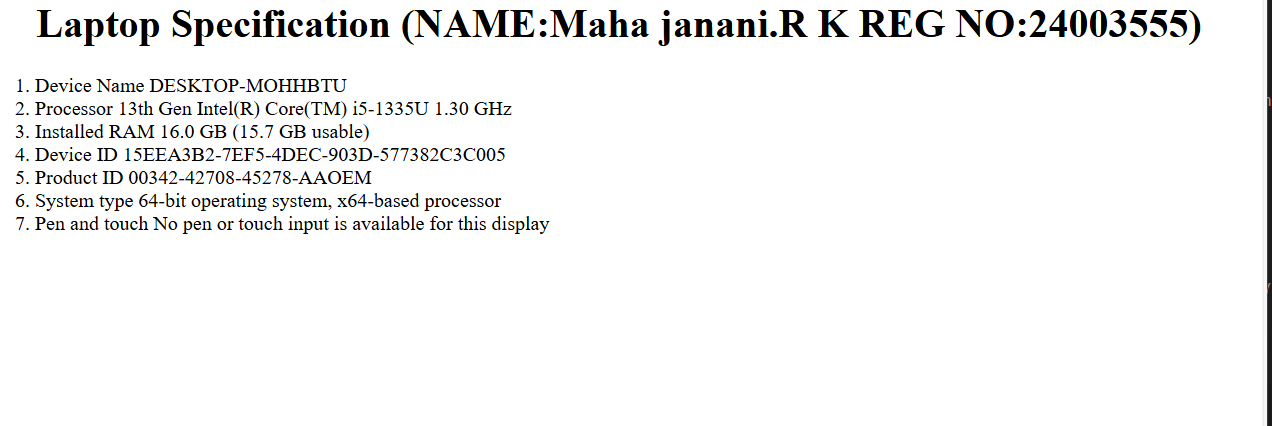 Laptop Specification (NAME:Maha janani.R K REG NO:24003555)
1. Device Name DESKTOP-MOHHBTU
2. Processor 13th Gen Intel(R) Core(TM) i5-1335U 1.30 GHz
3. Installed RAM 16.0 GB (15.7 GB usable)
4. Device ID 15EEA3B2-7EF5-4DEC-903D-577382C3C005
5. Product ID 00342-42708-45278-AAOEM
6. System type 64-bit operating system, x64-based processor
7. Pen and touch No pen or touch input is available for this display